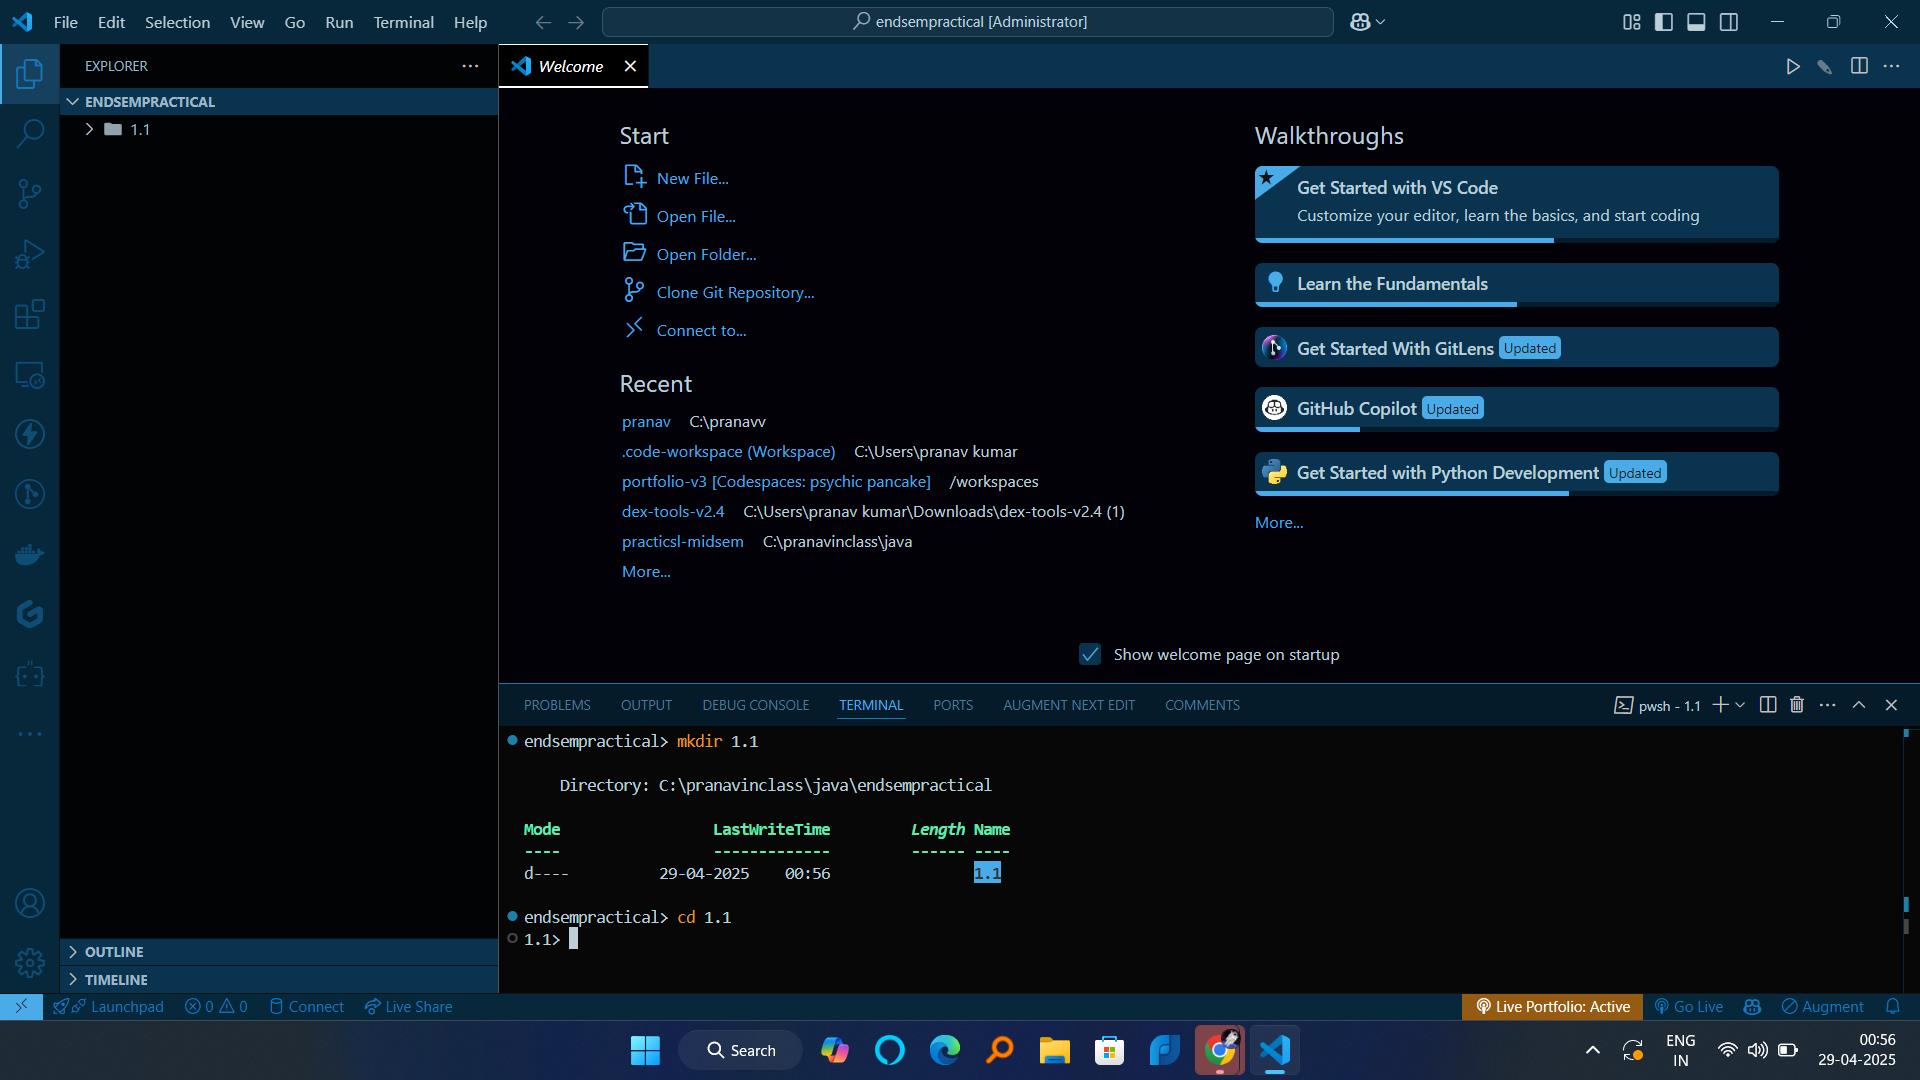 File Edit Selection View Go Run Terminal Help
endsempractical [Administrator]
EXPLORER
ENDSEMPRACTICAL
1.1
OUTLINE
TIMELINE
Welcome
Start
New File...
Open File...
Open Folder...
Clone Git Repository...
Connect to...
Recent
pranav C:\pranavv
.code-workspace (Workspace) C:\Users\pranav kumar
portfolio-v3 [Codespaces: psychic pancake] /workspaces
dex-tools-v2.4 C:\Users\pranav kumar\Downloads\dex-tools-v2.4 (1)
practicsl-midsem C:\pranavinclass\java
More...
Walkthroughs
Get Started with VS Code
Customize your editor, learn the basics, and start coding
Learn the Fundamentals
Get Started With GitLens Updated
GitHub Copilot Updated
Get Started with Python Development Updated
More...
Show welcome page on startup
PROBLEMS OUTPUT DEBUG CONSOLE TERMINAL PORTS AUGMENT NEXT EDIT COMMENTS
pwsh - 1.1
endsempractical> mkdir 1.1
Directory: C:\pranavinclass\java\endsempractical
Mode LastWriteTime Length Name
---- ------------- ------ ----
d---- 29-04-2025 00:56 1.1
endsempractical> cd 1.1
1.1>
Launchpad 0 0 Connect Live Share
Live Portfolio: Active Go Live Augment
Search
ENG
IN
00:56
29-04-2025